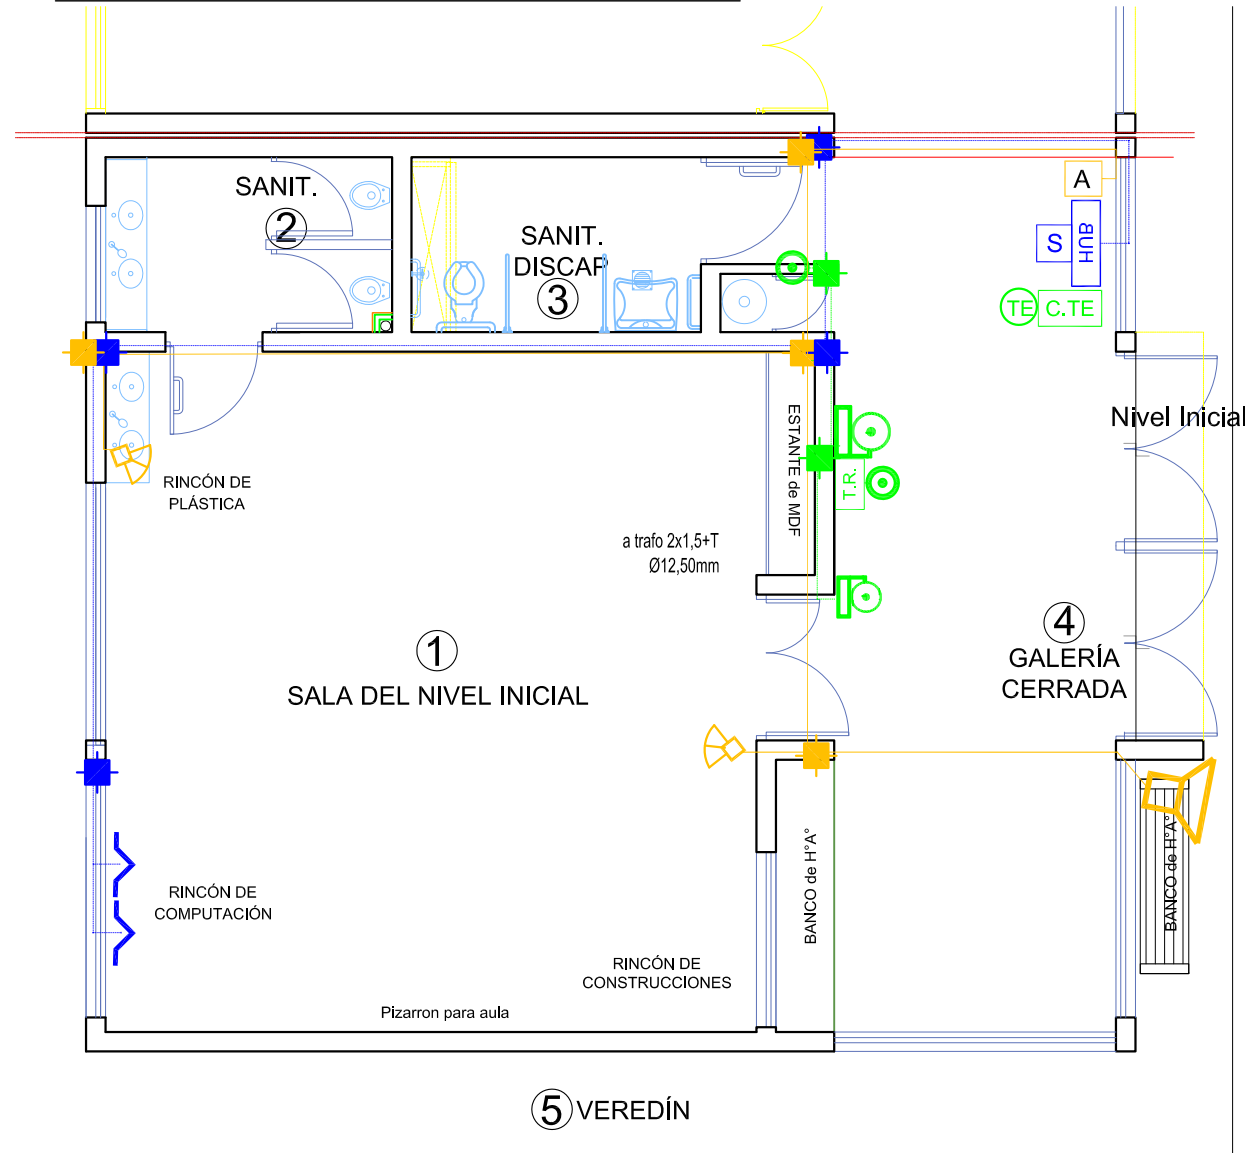 SANIT.
2
SANIT.
DISCAP
3
A
S
HUB
TE
C.TE
Nivel Inicial
RINCÓN DE
PLÁSTICA
ESTANTE de MDF
T.R.
a trafo 2x1,5+T
Ø12,50mm
1
SALA DEL NIVEL INICIAL
4
GALERÍA
CERRADA
RINCÓN DE
COMPUTACIÓN
BANCO de H°A°
BANCO de H°A°
RINCÓN DE
CONSTRUCCIONES
Pizarron para aula
5 VEREDÍN